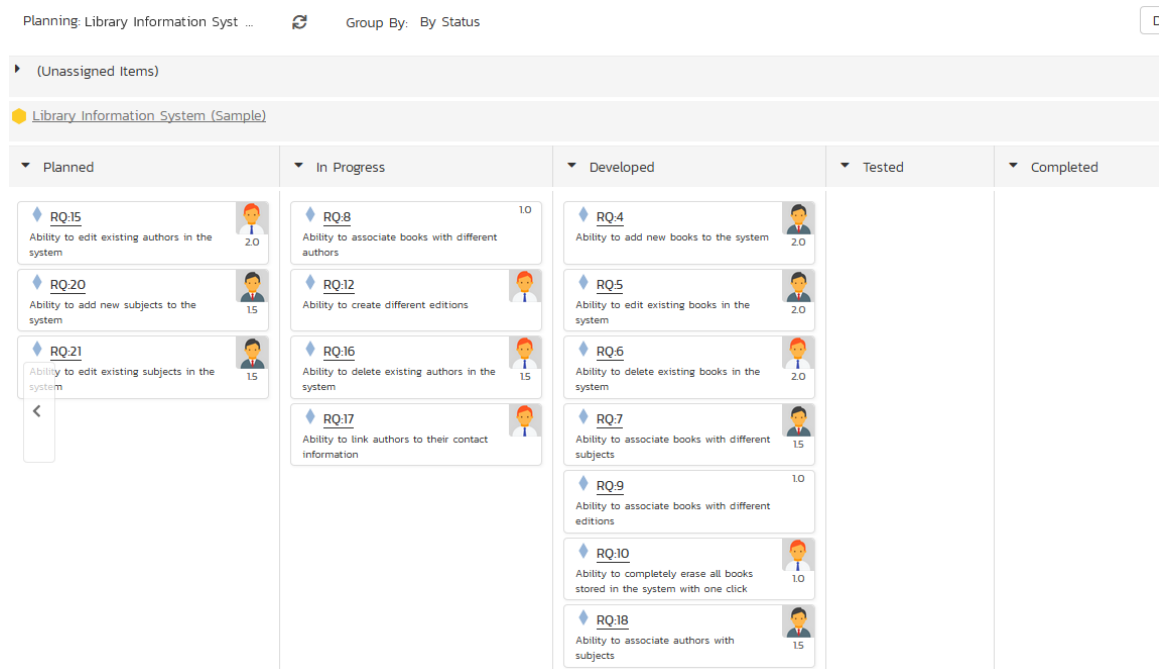 Planning: Library Information Syst ...
Group By: By Status
D
(Unassigned Items)
Library Information System (Sample)
Planned
In Progress
Developed
Tested
Completed
RQ:15
Ability to edit existing authors in the
system
2.0
RQ:20
Ability to add new subjects to the
system
1.5
RQ:21
Ability to edit existing subjects in the
system
1.5
RQ:8
1.0
Ability to associate books with different
authors
RQ:12
Ability to create different editions
RQ:16
Ability to delete existing authors in the
system
1.5
RQ:17
Ability to link authors to their contact
information
RQ:4
Ability to add new books to the system
2.0
RQ:5
Ability to edit existing books in the
system
2.0
RQ:6
Ability to delete existing books in the
system
2.0
RQ:7
Ability to associate books with different
subjects
1.5
RQ:9
1.0
Ability to associate books with different
editions
RQ:10
Ability to completely erase all books
stored in the system with one click
1.0
RQ:18
Ability to associate authors with
subjects
1.5